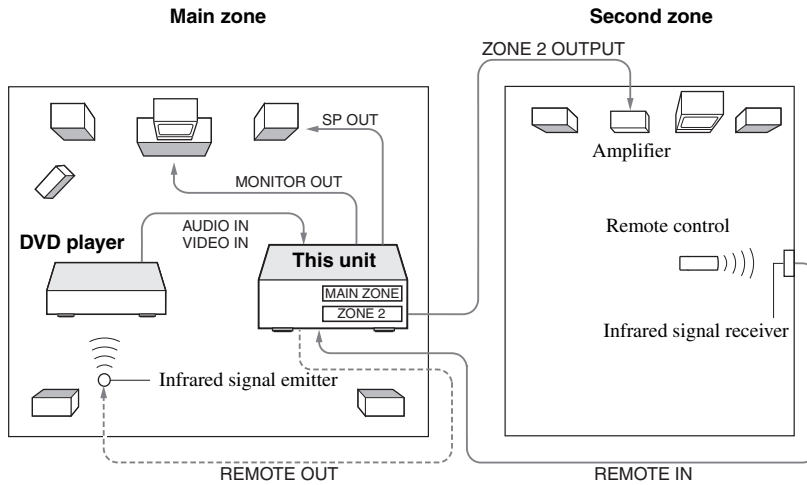 Main zone
Second zone
ZONE 2 OUTPUT
SP OUT
Amplifier
MONITOR OUT
AUDIO IN
VIDEO IN
DVD player
This unit
MAIN ZONE
ZONE 2
Remote control
Infrared signal receiver
Infrared signal emitter
REMOTE OUT
REMOTE IN